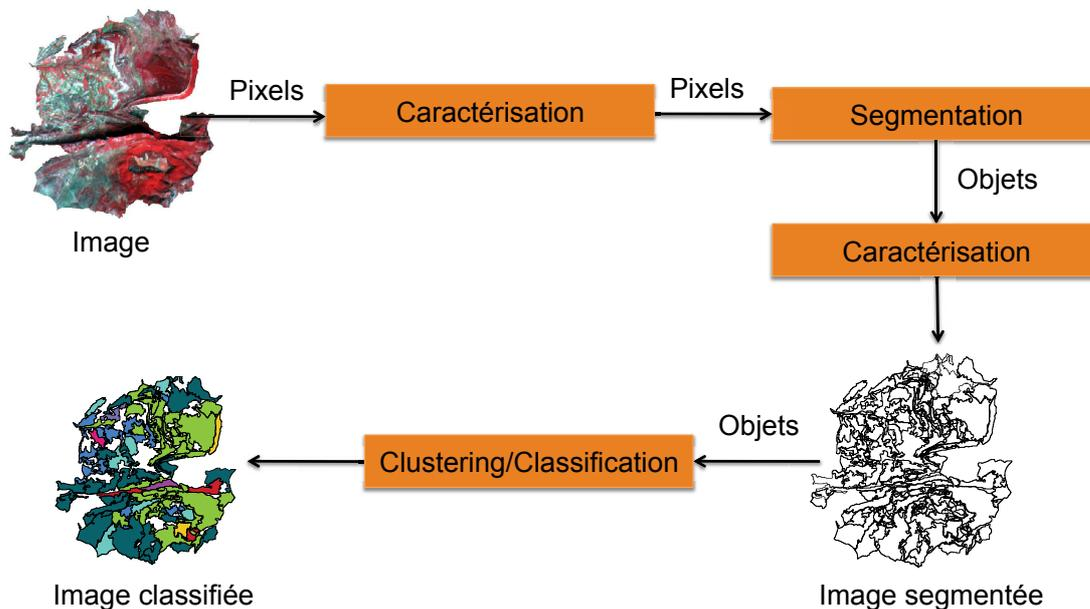 Pixels
Caractérisation
Pixels
Segmentation
Objets
Image
Caractérisation
Objets
Clustering/Classification
Image classifiée
Image segmentée